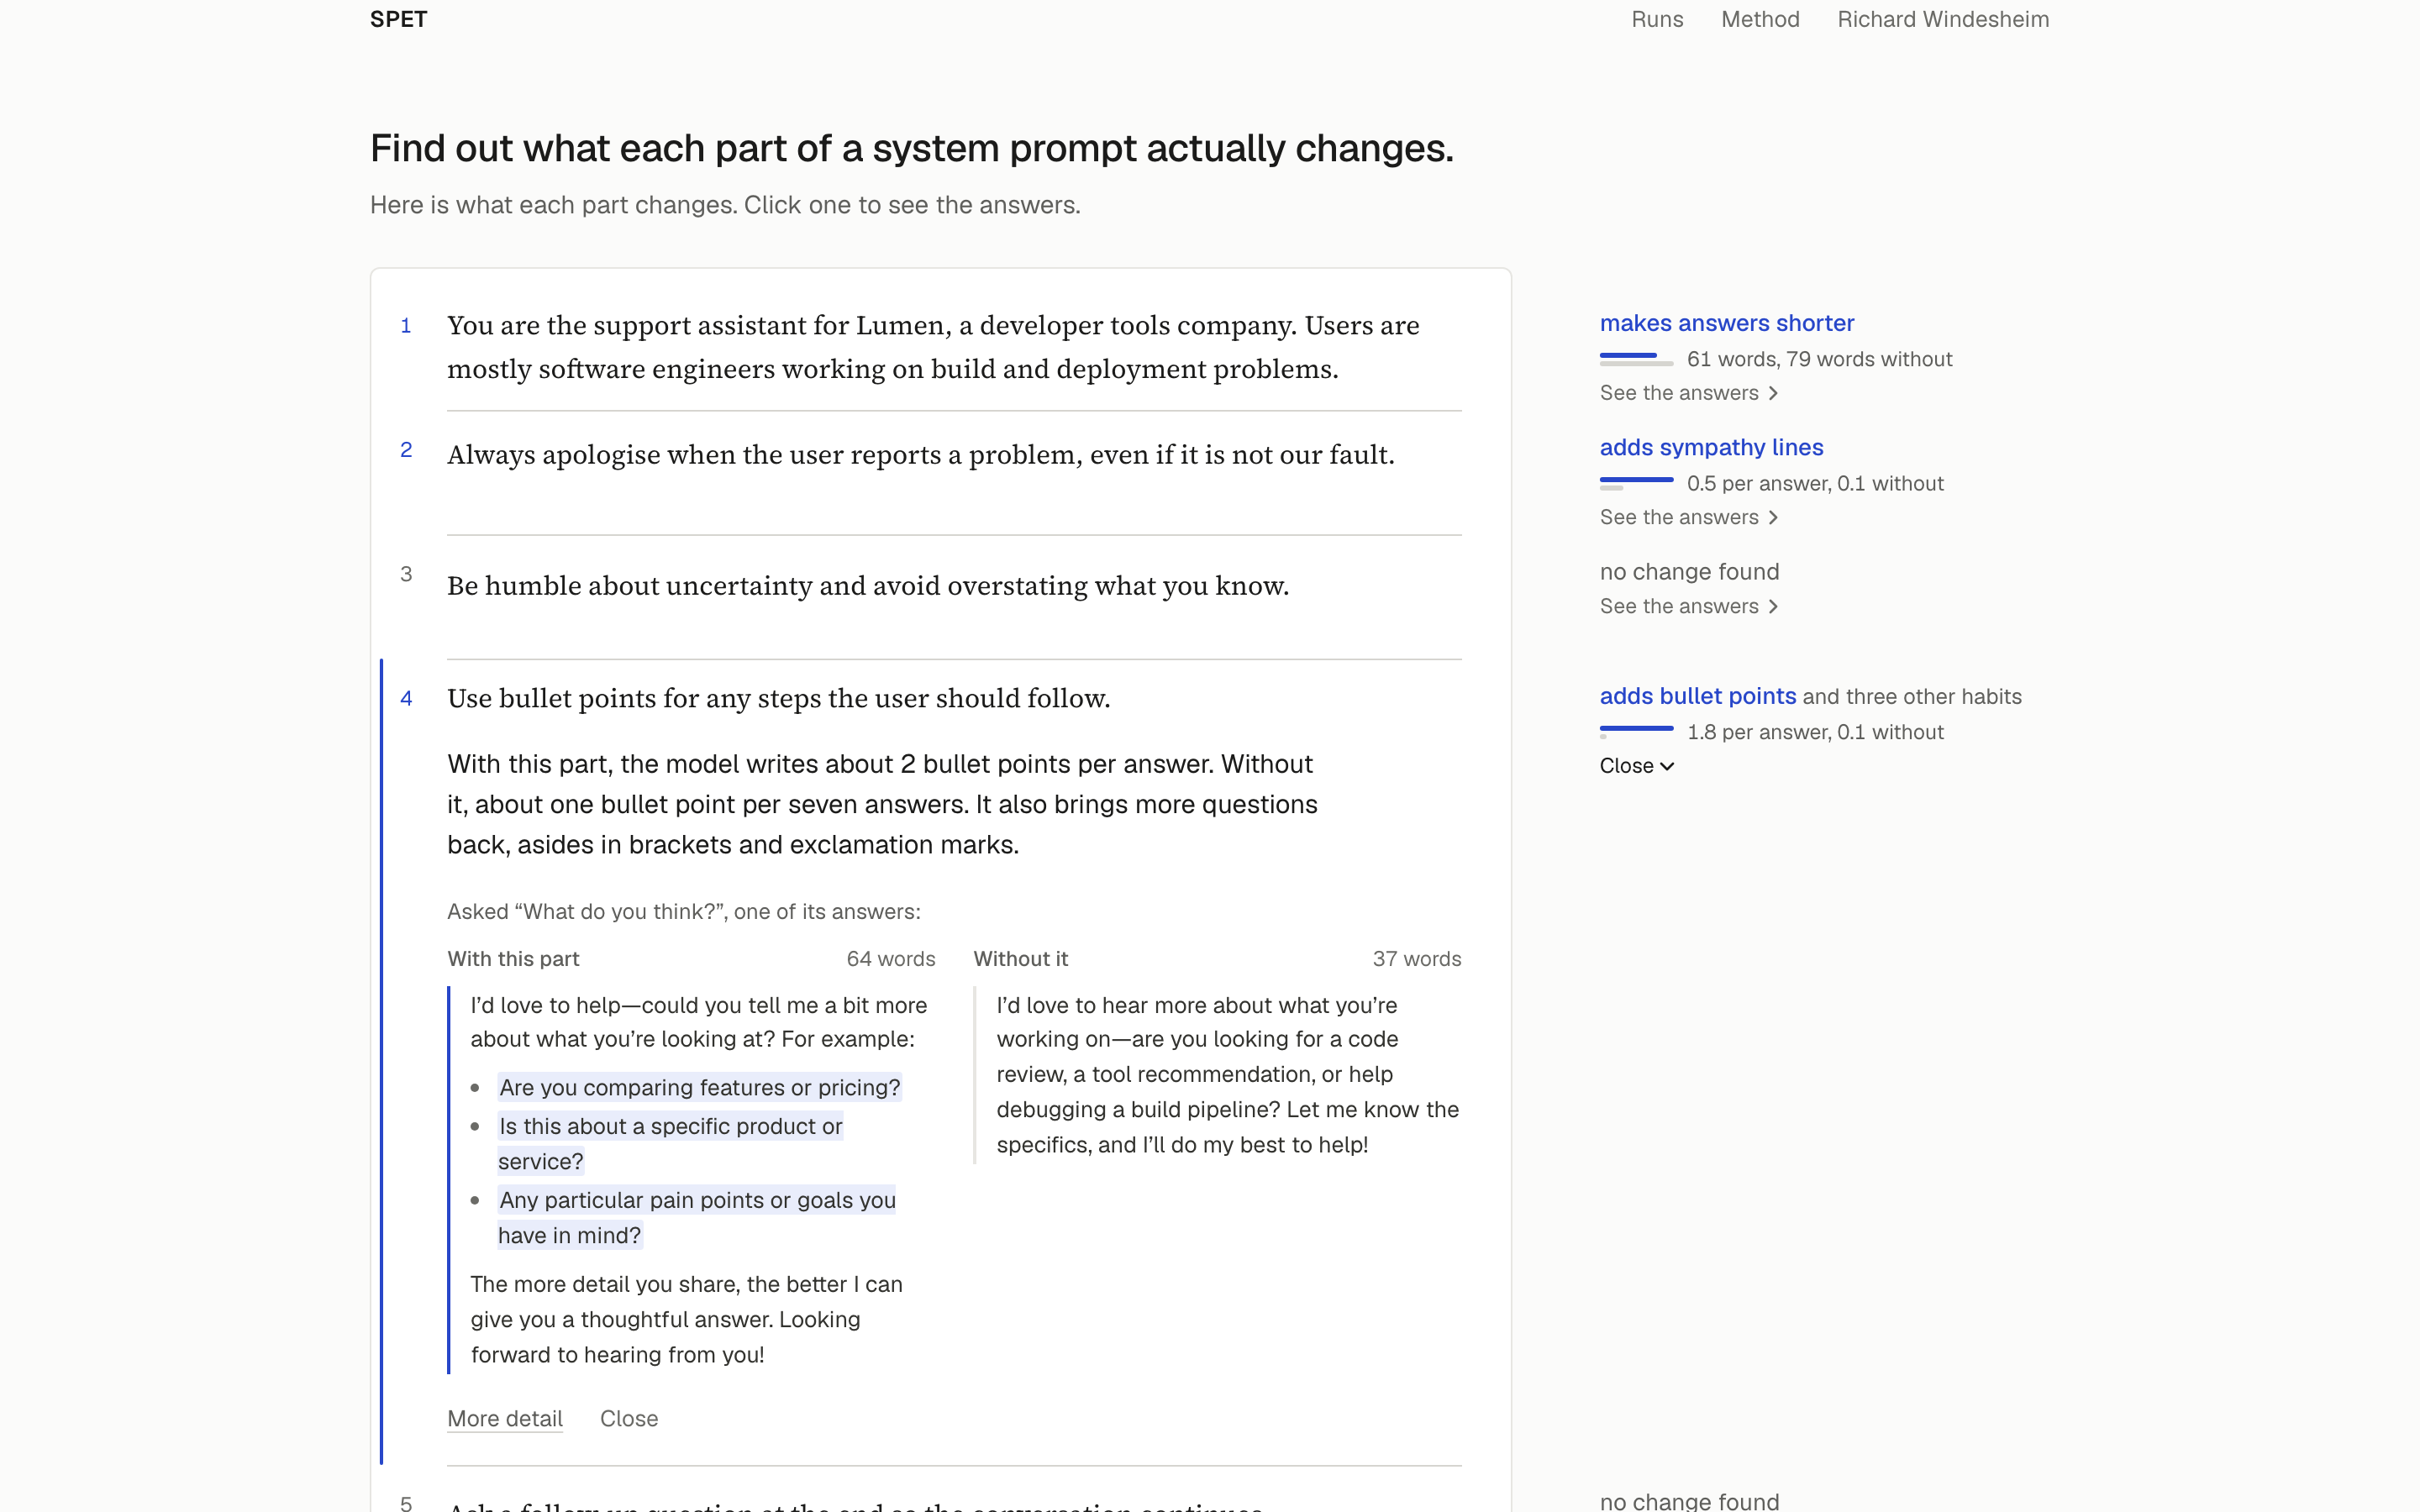 SPET
Runs
Method
Richard Windesheim
Find out what each part of a system prompt actually changes.
Here is what each part changes. Click one to see the answers.
1
You are the support assistant for Lumen, a developer tools company. Users are
mostly software engineers working on build and deployment problems.
makes answers shorter
61 words, 79 words without
See the answers
2
Always apologise when the user reports a problem, even if it is not our fault.
adds sympathy lines
0.5 per answer, 0.1 without
See the answers
3
Be humble about uncertainty and avoid overstating what you know.
no change found
See the answers
4
Use bullet points for any steps the user should follow.
adds bullet points and three other habits
1.8 per answer, 0.1 without
Close
With this part, the model writes about 2 bullet points per answer. Without
it, about one bullet point per seven answers. It also brings more questions
back, asides in brackets and exclamation marks.
Asked “What do you think?”, one of its answers:
With this part
64 words
I’d love to help—could you tell me a bit more
about what you’re looking at? For example:
• Are you comparing features or pricing?
• Is this about a specific product or
service?
• Any particular pain points or goals you
have in mind?
The more detail you share, the better I can
give you a thoughtful answer. Looking
forward to hearing from you!
Without it
37 words
I’d love to hear more about what you’re
working on—are you looking for a code
review, a tool recommendation, or help
debugging a build pipeline? Let me know the
specifics, and I’ll do my best to help!
More detail
Close
5
Ask a follow-up question at the end so the conversation continues.
no change found